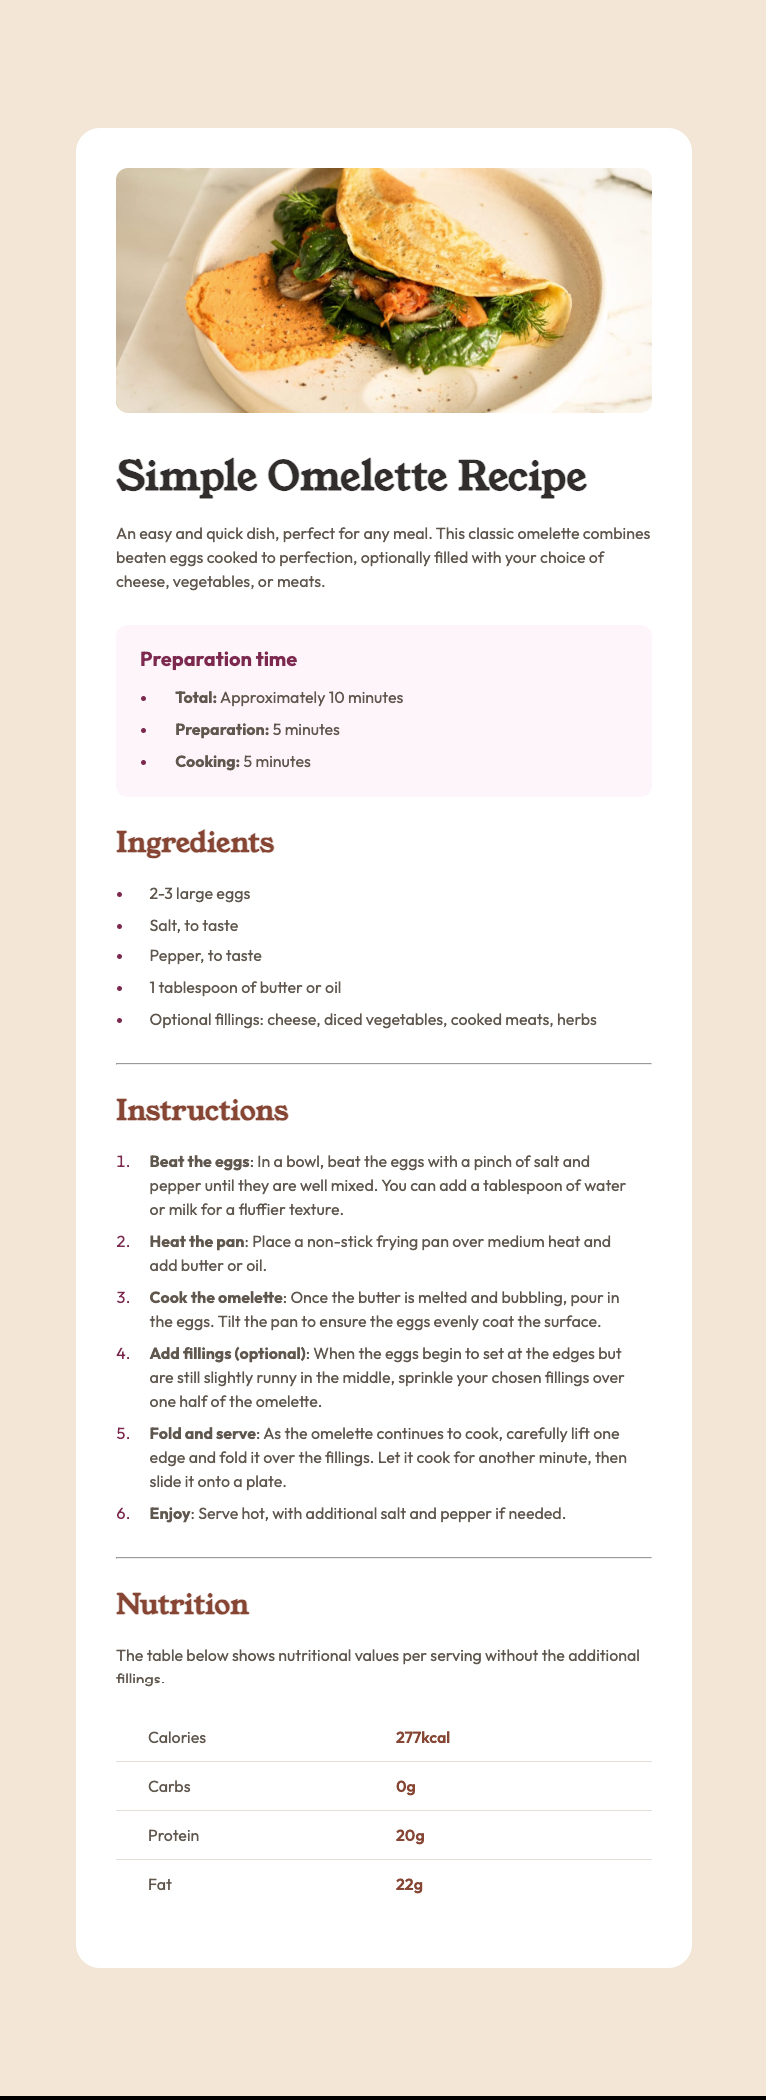 Simple Omelette Recipe
An easy and quick dish, perfect for any meal. This classic omelette combines
beaten eggs cooked to perfection, optionally filled with your choice of
cheese, vegetables, or meats.
Preparation time
• Total: Approximately 10 minutes
• Preparation: 5 minutes
• Cooking: 5 minutes
Ingredients
• 2-3 large eggs
• Salt, to taste
• Pepper, to taste
• 1 tablespoon of butter or oil
• Optional fillings: cheese, diced vegetables, cooked meats, herbs
Instructions
1. Beat the eggs: In a bowl, beat the eggs with a pinch of salt and
pepper until they are well mixed. You can add a tablespoon of water
or milk for a fluffier texture.
2. Heat the pan: Place a non-stick frying pan over medium heat and
add butter or oil.
3. Cook the omelette: Once the butter is melted and bubbling, pour in
the eggs. Tilt the pan to ensure the eggs evenly coat the surface.
4. Add fillings (optional): When the eggs begin to set at the edges but
are still slightly runny in the middle, sprinkle your chosen fillings over
one half of the omelette.
5. Fold and serve: As the omelette continues to cook, carefully lift one
edge and fold it over the fillings. Let it cook for another minute, then
slide it onto a plate.
6. Enjoy: Serve hot, with additional salt and pepper if needed.
Nutrition
The table below shows nutritional values per serving without the additional
fillings.
Calories 277kcal
Carbs 0g
Protein 20g
Fat 22g